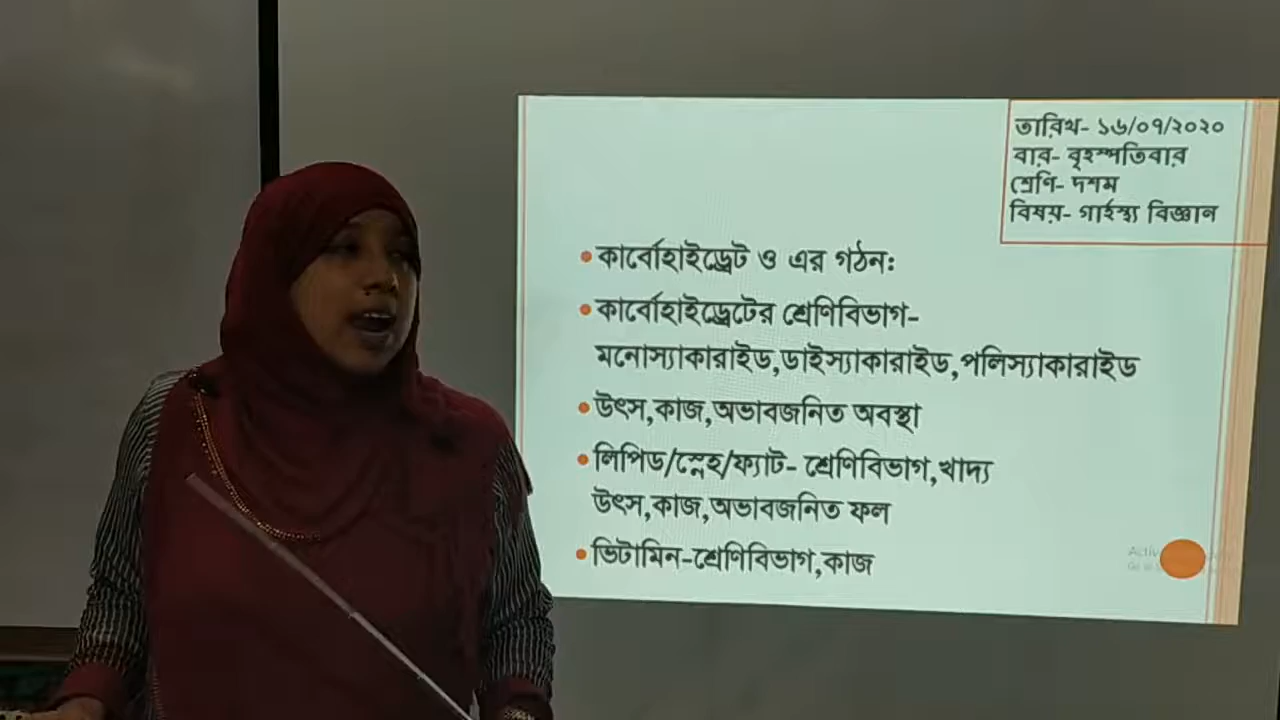 তারিখ- ১৬/০৭/২০২০
বার- বৃহস্পতিবার
শ্রেণি- দশম
বিষয়- গার্হস্থ্য বিজ্ঞান
কার্বোহাইড্রেট ও এর গঠন:
কার্বোহাইড্রেটের শ্রেণিবিভাগ-
মনোস্যাকারাইড,ডাইস্যাকারাইড,পলিস্যাকারাইড
উৎস,কাজ,অভাবজনিত অবস্থা
লিপিড/স্নেহ/ফ্যাট- শ্রেণিবিভাগ,খাদ্য
উৎস,কাজ,অভাবজনিত ফল
ভিটামিন-শ্রেণিবিভাগ,কাজ